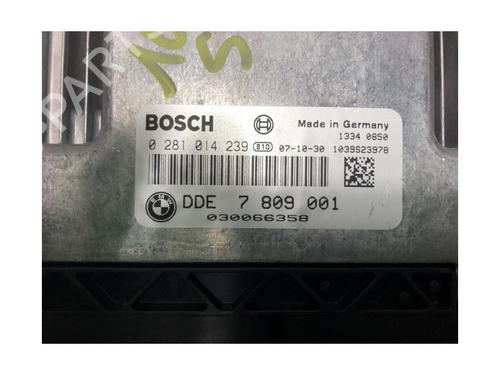 BOSCH
Made in Germany
1334 0850
0 281 014 239 810 07-10-30 1039S23978
BMW
DDE 7 809 001
030066358